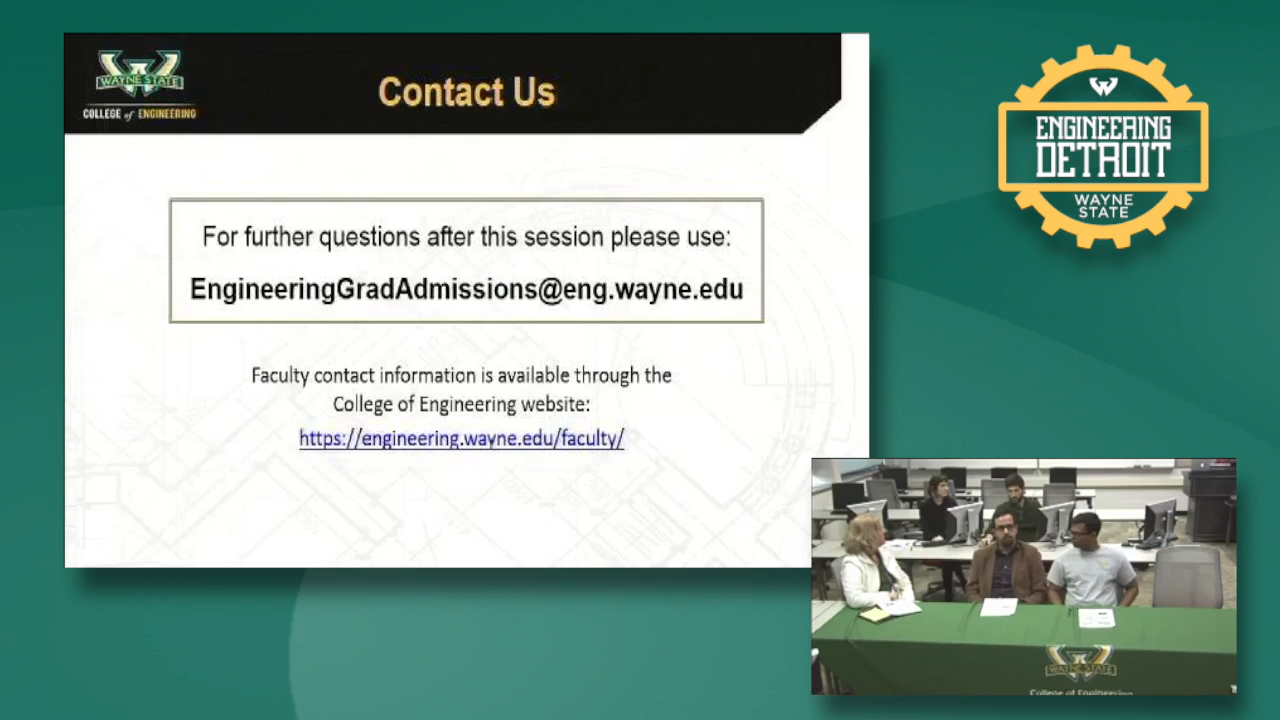 WAYNE STATE
COLLEGE of ENGINEERING
Contact Us
For further questions after this session please use:
EngineeringGradAdmissions@eng.wayne.edu
Faculty contact information is available through the
College of Engineering website:
https://engineering.wayne.edu/faculty/
ENGINEERING
DETROIT
WAYNE
STATE
WAYNE STATE
College of Engineering